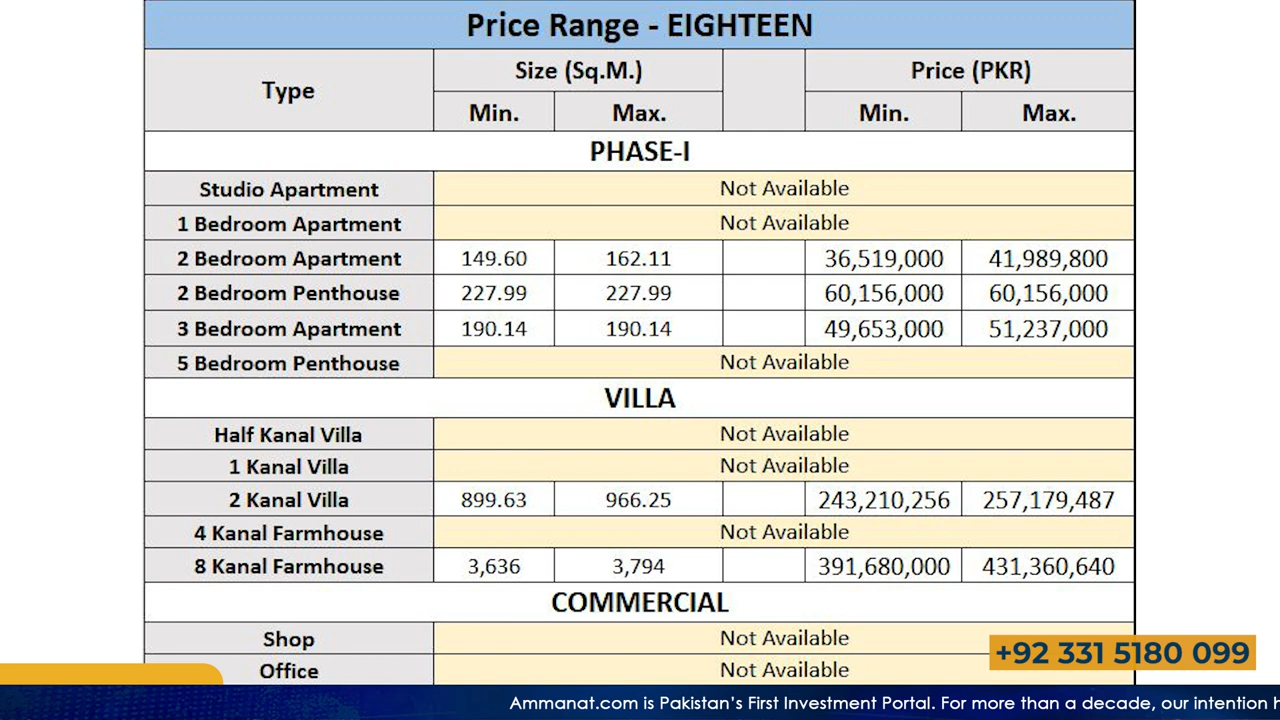 Price Range - EIGHTEEN
Type Size (Sq.M.) Price (PKR)
Min. Max. Min. Max.
PHASE-I
Studio Apartment Not Available
1 Bedroom Apartment Not Available
2 Bedroom Apartment 149.60 162.11 36,519,000 41,989,800
2 Bedroom Penthouse 227.99 227.99 60,156,000 60,156,000
3 Bedroom Apartment 190.14 190.14 49,653,000 51,237,000
5 Bedroom Penthouse Not Available
VILLA
Half Kanal Villa Not Available
1 Kanal Villa Not Available
2 Kanal Villa 899.63 966.25 243,210,256 257,179,487
4 Kanal Farmhouse Not Available
8 Kanal Farmhouse 3,636 3,794 391,680,000 431,360,640
COMMERCIAL
Shop Not Available
Office Not Available
+92 331 5180 099
Ammanat.com is Pakistan's First Investment Portal. For more than a decade, our intention